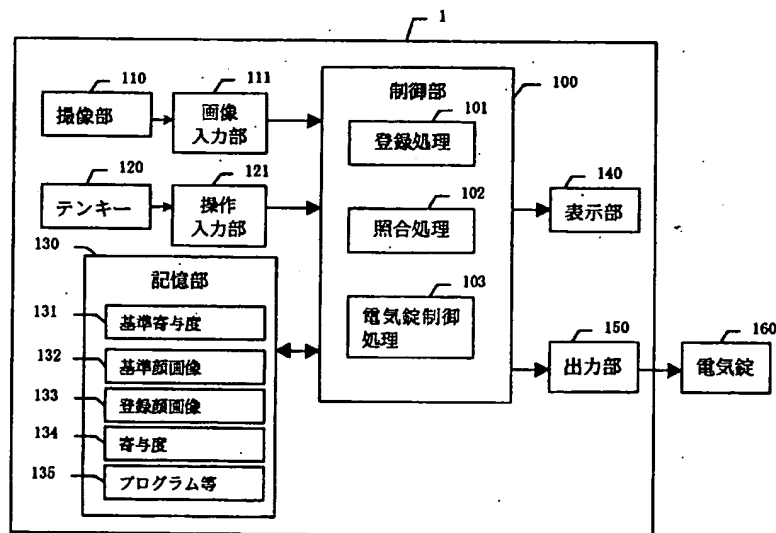 1
110
撮像部
111
画像
入力部
120
テンキー
121
操作
入力部
130
記憶部
131
基準寄与度
132
基準顔画像
133
登録顔画像
134
寄与度
135
プログラム等
100
制御部
101
登録処理
102
照合処理
103
電気錠制御
処理
140
表示部
150
出力部
160
電気錠